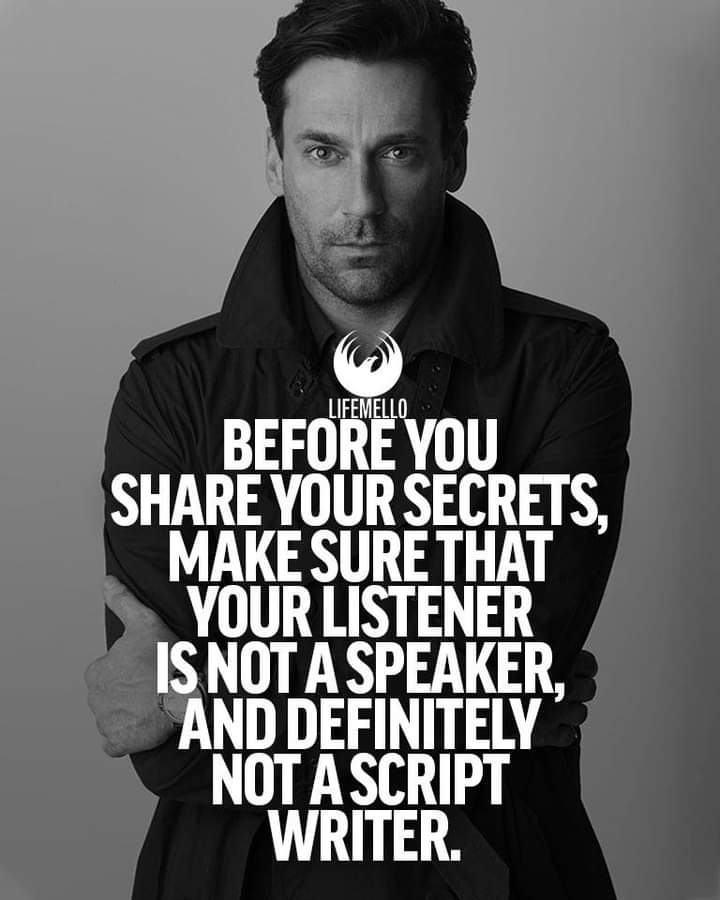 LIFEMELLO
BEFORE YOU
SHARE YOUR SECRETS,
MAKE SURE THAT
YOUR LISTENER
IS NOT A SPEAKER,
AND DEFINITELY
NOT A SCRIPT
WRITER.